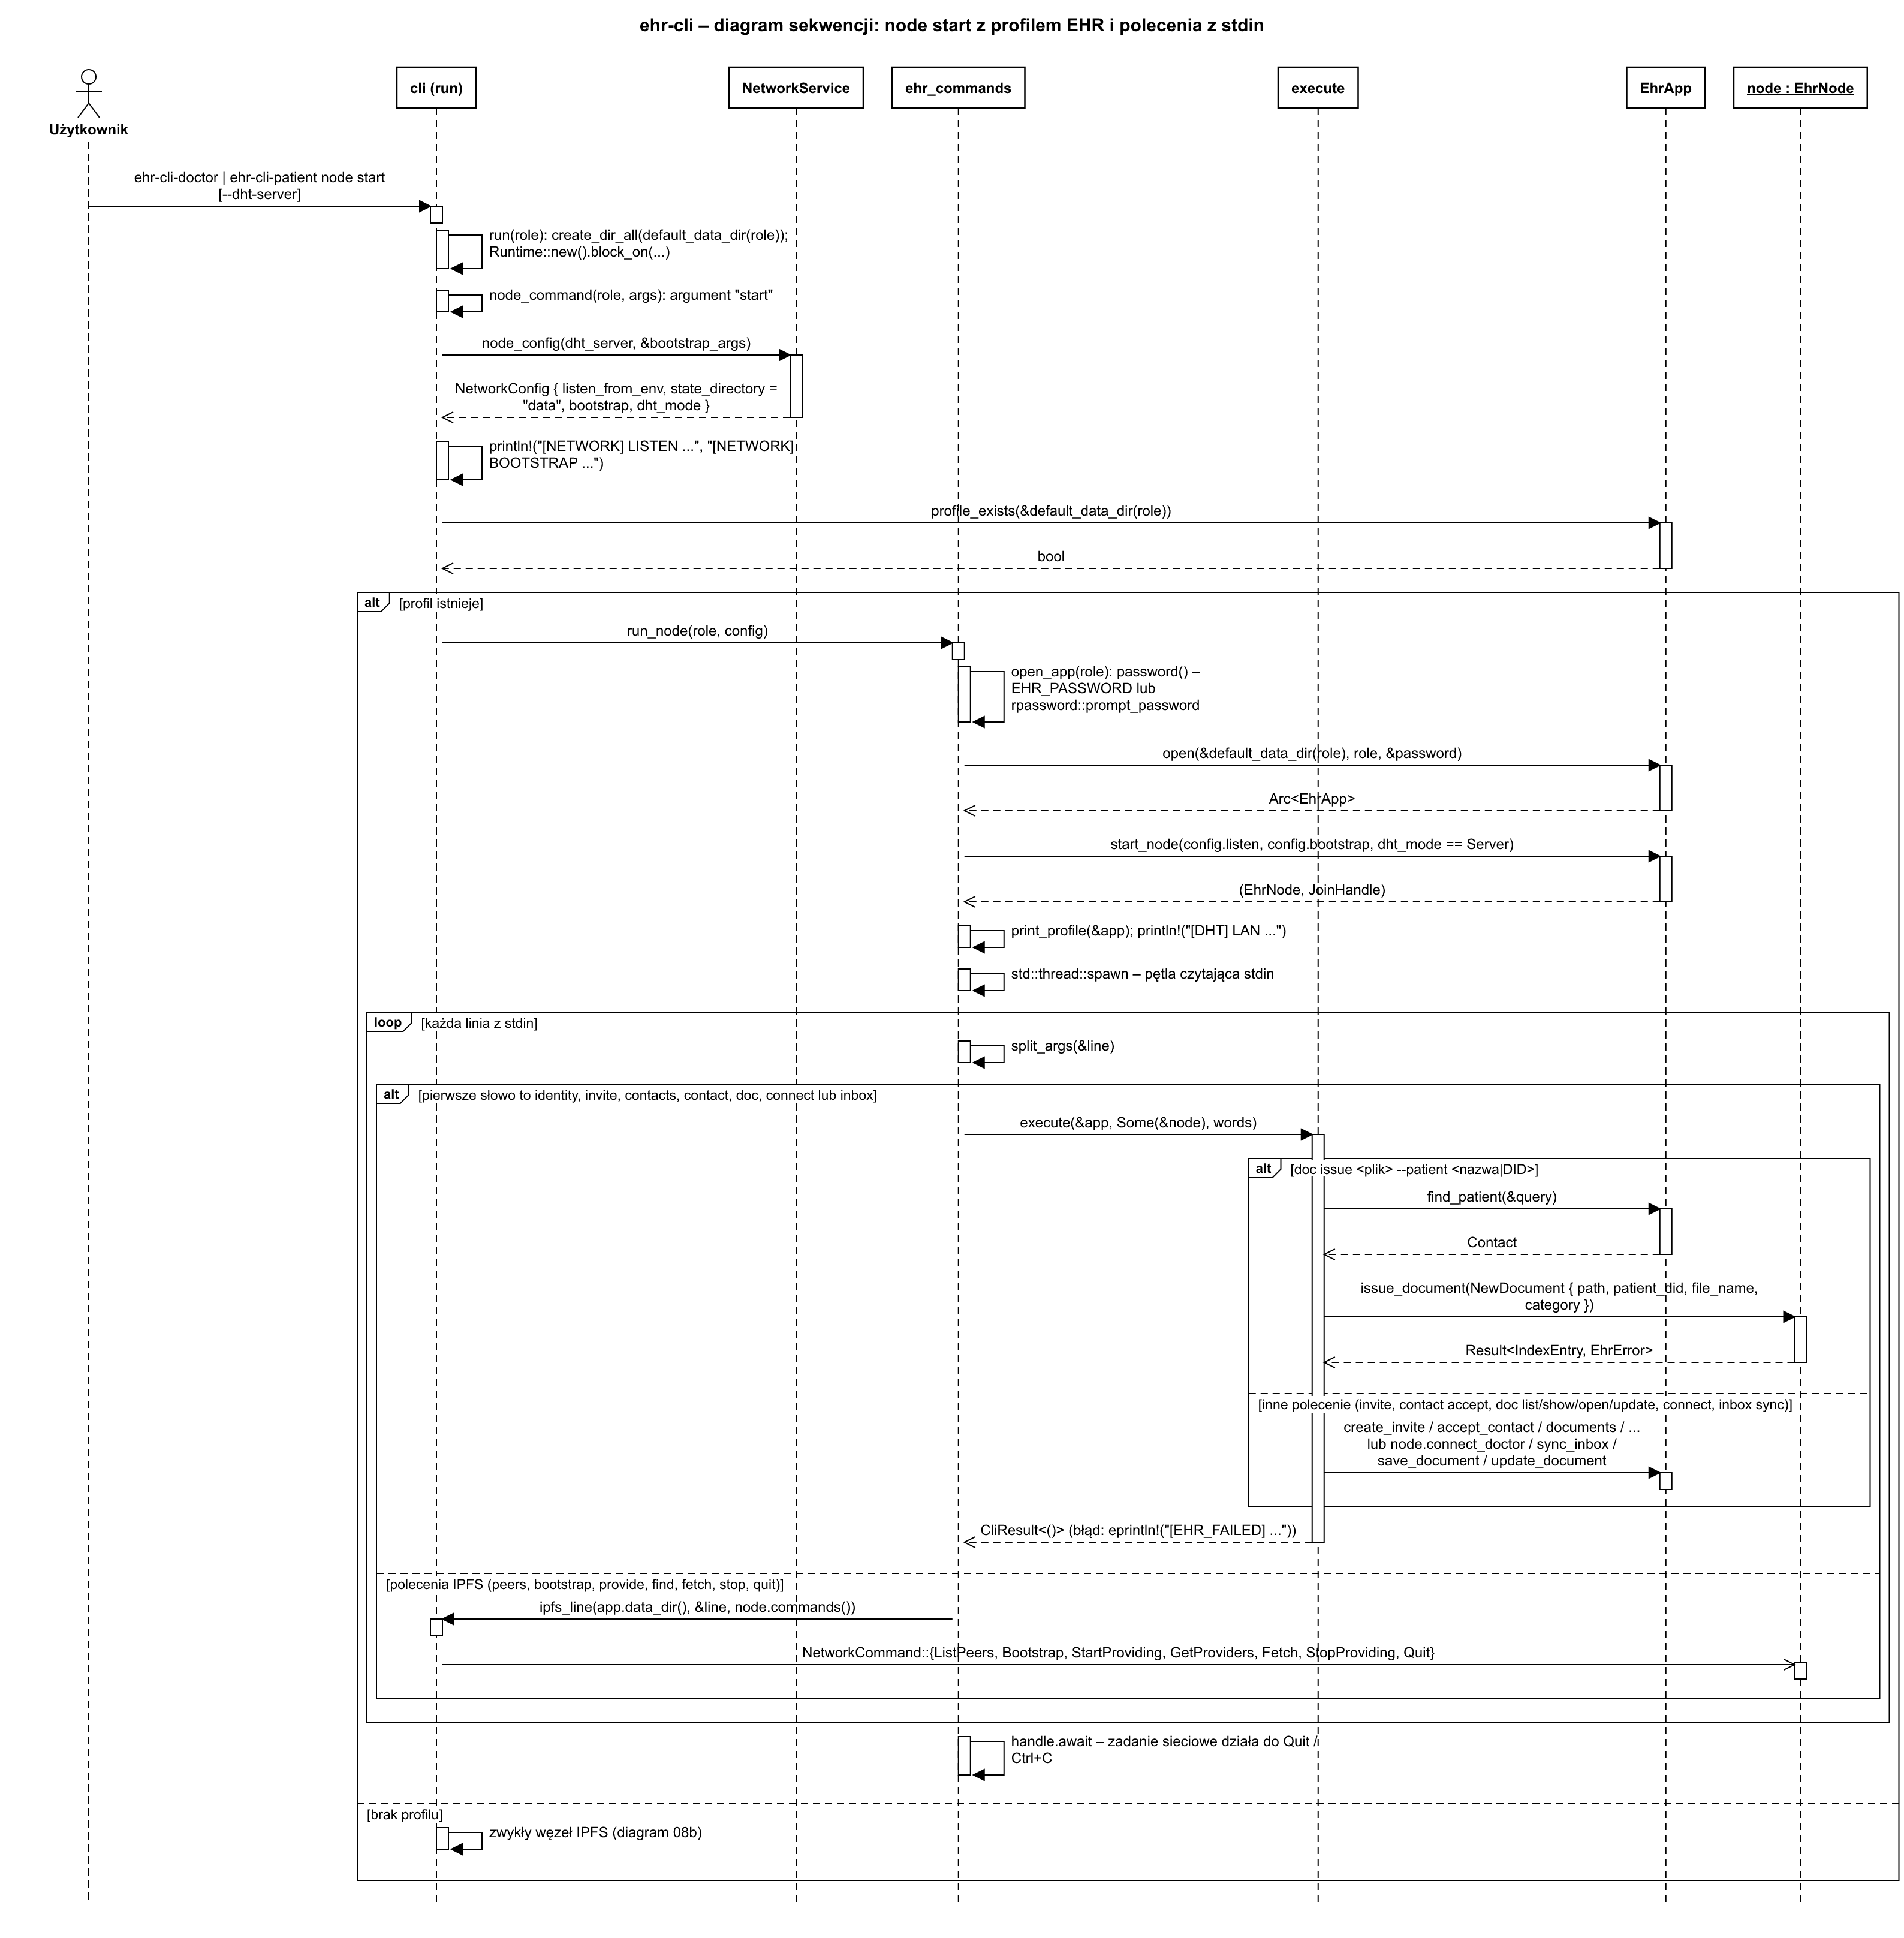 ehr-cli – diagram sekwencji: node start z profilem EHR i polecenia z stdin
Użytkownik
cli (run)
NetworkService
ehr_commands
execute
EhrApp
node : EhrNode
ehr-cli-doctor | ehr-cli-patient node start
[--dht-server]
run(role): create_dir_all(default_data_dir(role));
Runtime::new().block_on(...)
node_command(role, args): argument "start"
node_config(dht_server, &bootstrap_args)
NetworkConfig { listen_from_env, state_directory =
"data", bootstrap, dht_mode }
println!("[NETWORK] LISTEN ...", "[NETWORK]
BOOTSTRAP ...")
profile_exists(&default_data_dir(role))
bool
alt
[profil istnieje]
run_node(role, config)
open_app(role): password() –
EHR_PASSWORD lub
rpassword::prompt_password
open(&default_data_dir(role), role, &password)
Arc<EhrApp>
start_node(config.listen, config.bootstrap, dht_mode == Server)
(EhrNode, JoinHandle)
print_profile(&app); println!("[DHT] LAN ...")
std::thread::spawn – pętla czytająca stdin
loop
[każda linia z stdin]
split_args(&line)
alt
[pierwsze słowo to identity, invite, contacts, contact, doc, connect lub inbox]
execute(&app, Some(&node), words)
alt
[doc issue <plik> --patient <nazwa|DID>]
find_patient(&query)
Contact
issue_document(NewDocument { path, patient_did, file_name,
category })
Result<IndexEntry, EhrError>
[inne polecenie (invite, contact accept, doc list/show/open/update, connect, inbox sync)]
create_invite / accept_contact / documents / ...
lub node.connect_doctor / sync_inbox /
save_document / update_document
CliResult<()> (błąd: eprintln!("[EHR_FAILED] ..."))
[polecenia IPFS (peers, bootstrap, provide, find, fetch, stop, quit)]
ipfs_line(app.data_dir(), &line, node.commands())
NetworkCommand::{ListPeers, Bootstrap, StartProviding, GetProviders, Fetch, StopProviding, Quit}
handle.await – zadanie sieciowe działa do Quit /
Ctrl+C
[brak profilu]
zwykły węzeł IPFS (diagram 08b)